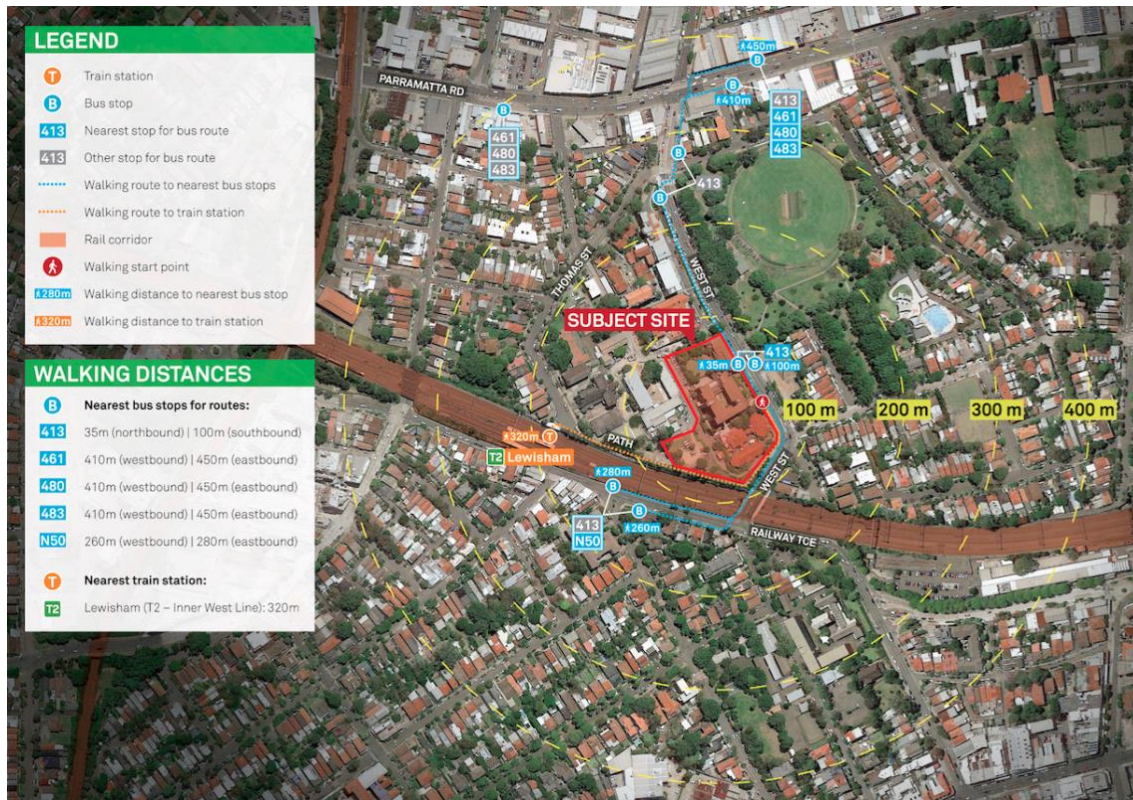 LEGEND
T Train station
B Bus stop
413 Nearest stop for bus route
413 Other stop for bus route
Walking route to nearest bus stops
Walking route to train station
Rail corridor
Walking start point
280m Walking distance to nearest bus stop
320m Walking distance to train station
WALKING DISTANCES
B Nearest bus stops for routes:
413 35m (northbound) | 100m (southbound)
461 410m (westbound) | 450m (eastbound)
480 410m (westbound) | 450m (eastbound)
483 410m (westbound) | 450m (eastbound)
N50 260m (westbound) | 280m (eastbound)
T Nearest train station:
T2 Lewisham (T2 – Inner West Line): 320m
PARRAMATTA RD
B
461
480
483
450m
B
B
410m
413
461
480
483
B
413
B
THOMAS ST
WEST ST
SUBJECT SITE
413
35m B B 100m
100 m 200 m 300 m 400 m
320m T
PATH
T2 Lewisham
WEST ST
280m
B
B
413
N50
260m
RAILWAY TCE